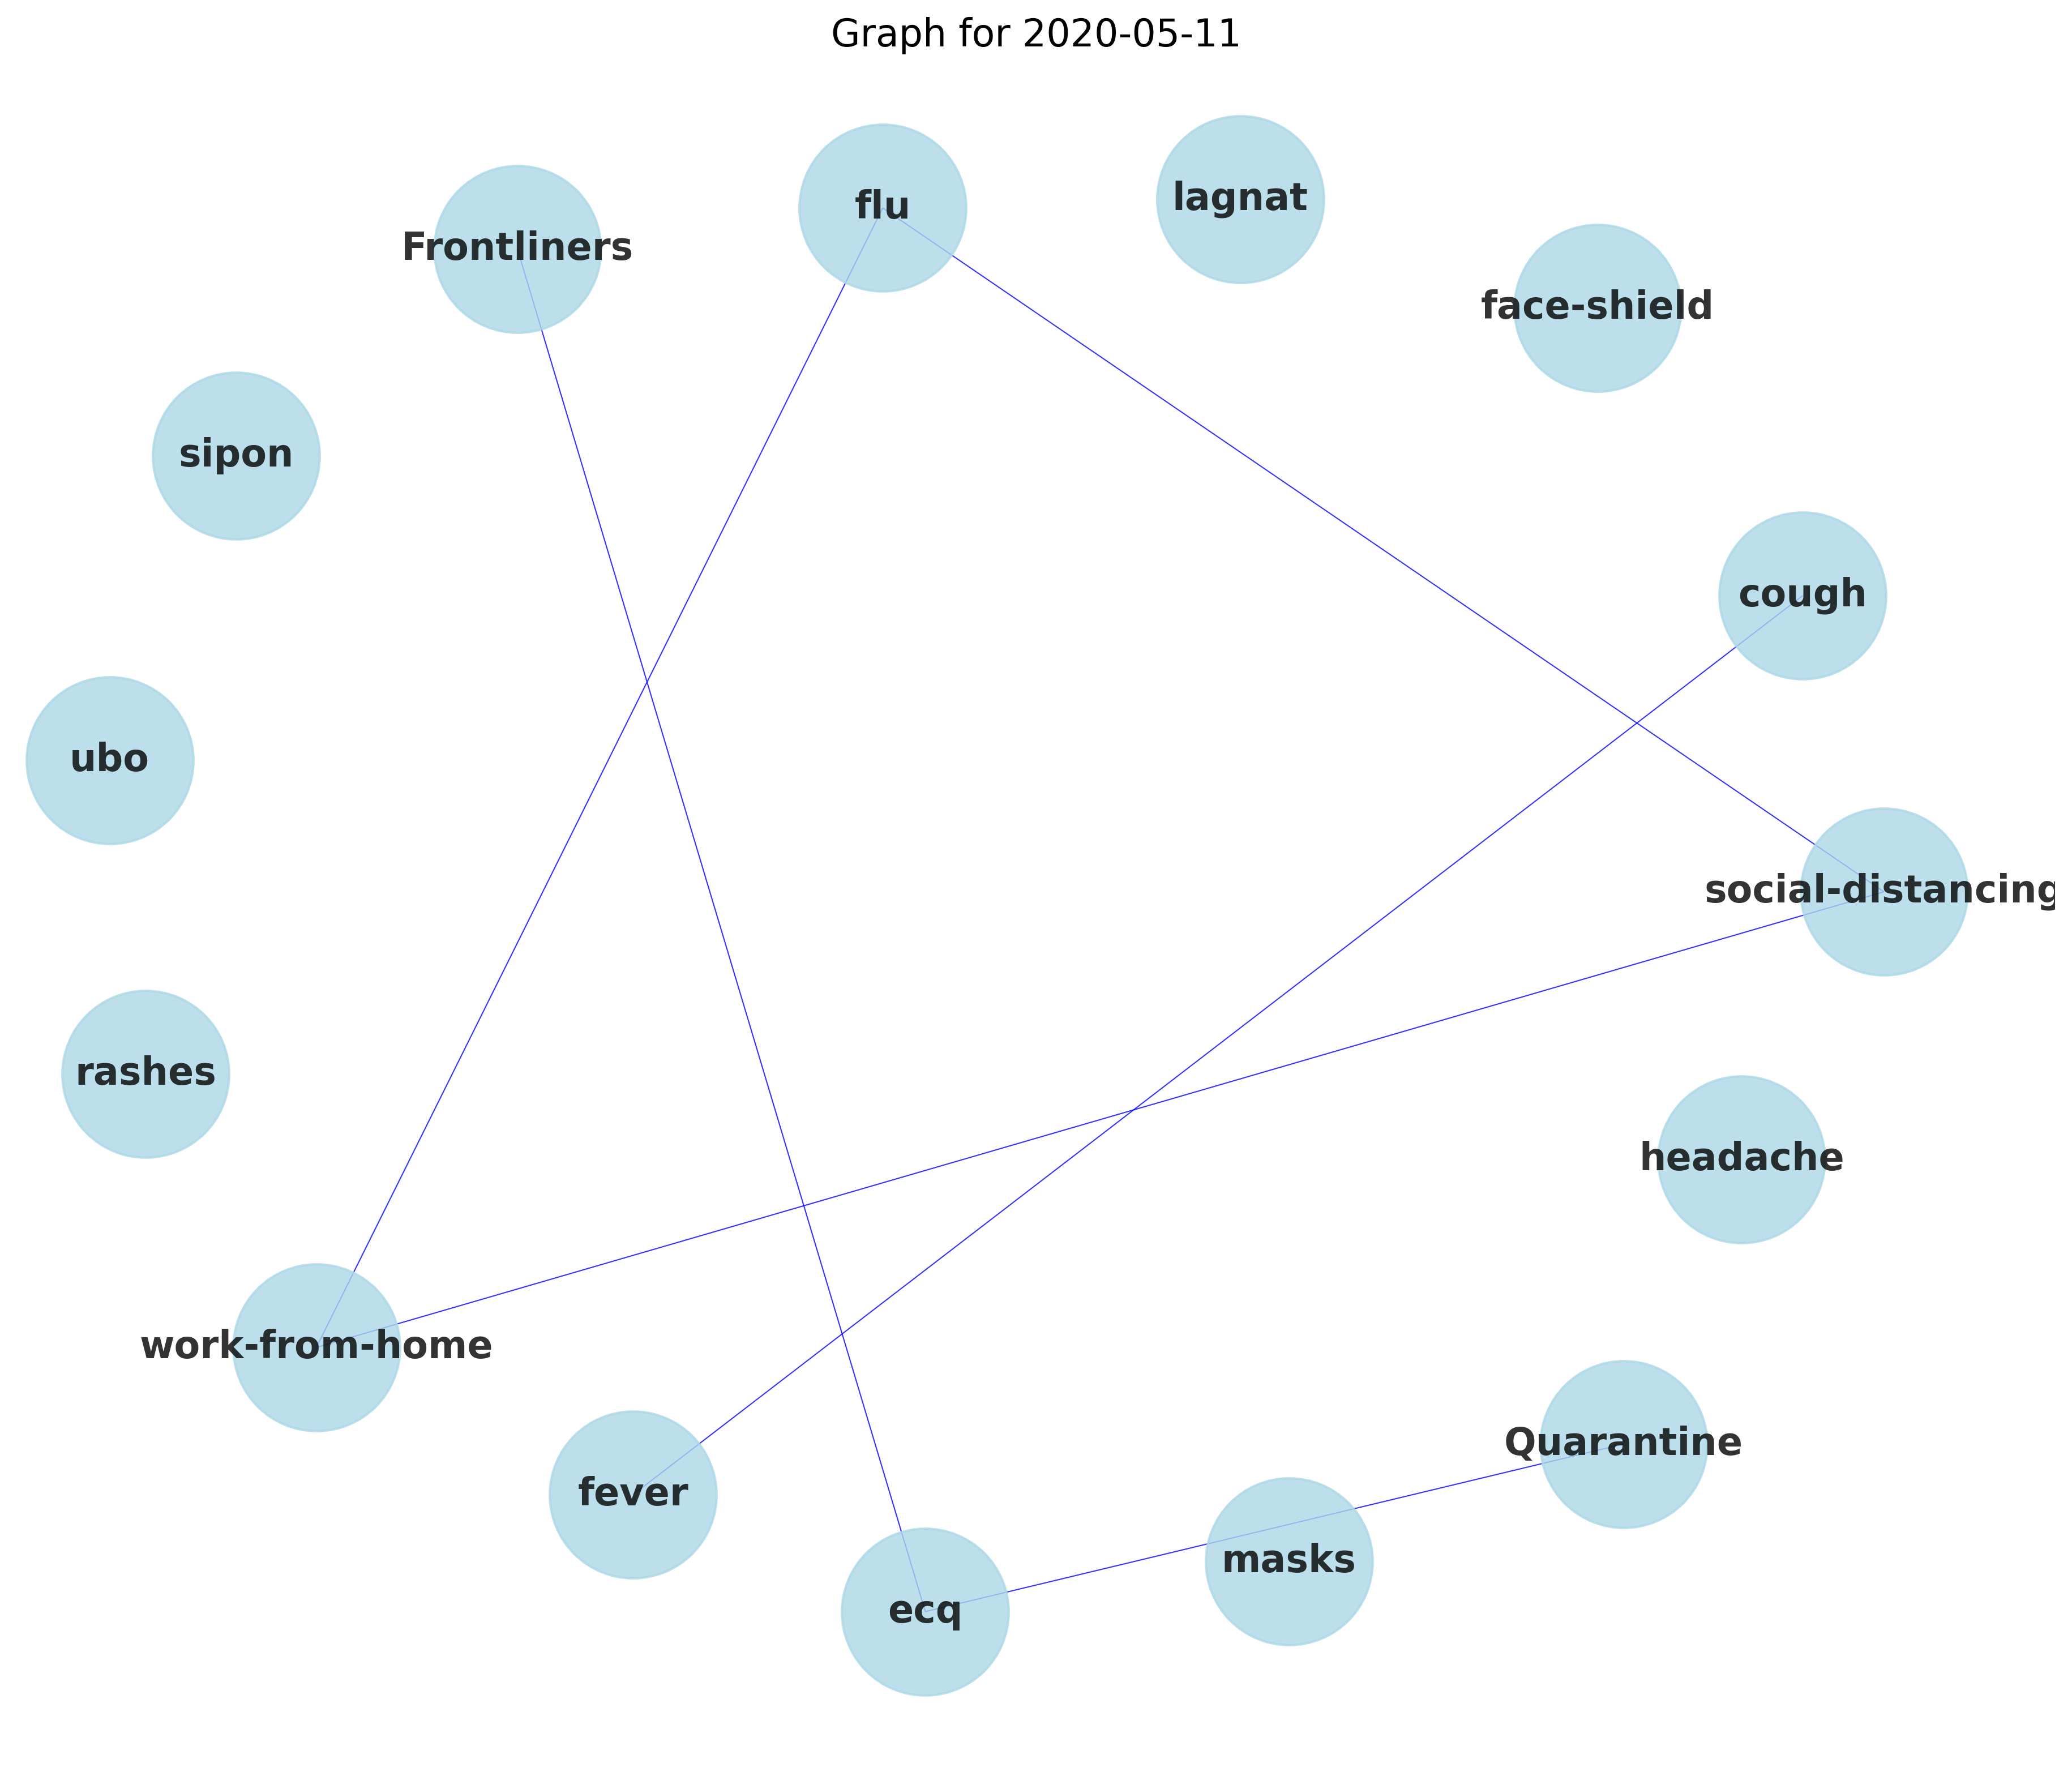 Graph for 2020-05-11
flu
lagnat
Frontliners
face-shield
sipon
cough
ubo
social-distancing
rashes
headache
work-from-home
Quarantine
fever
masks
ecq